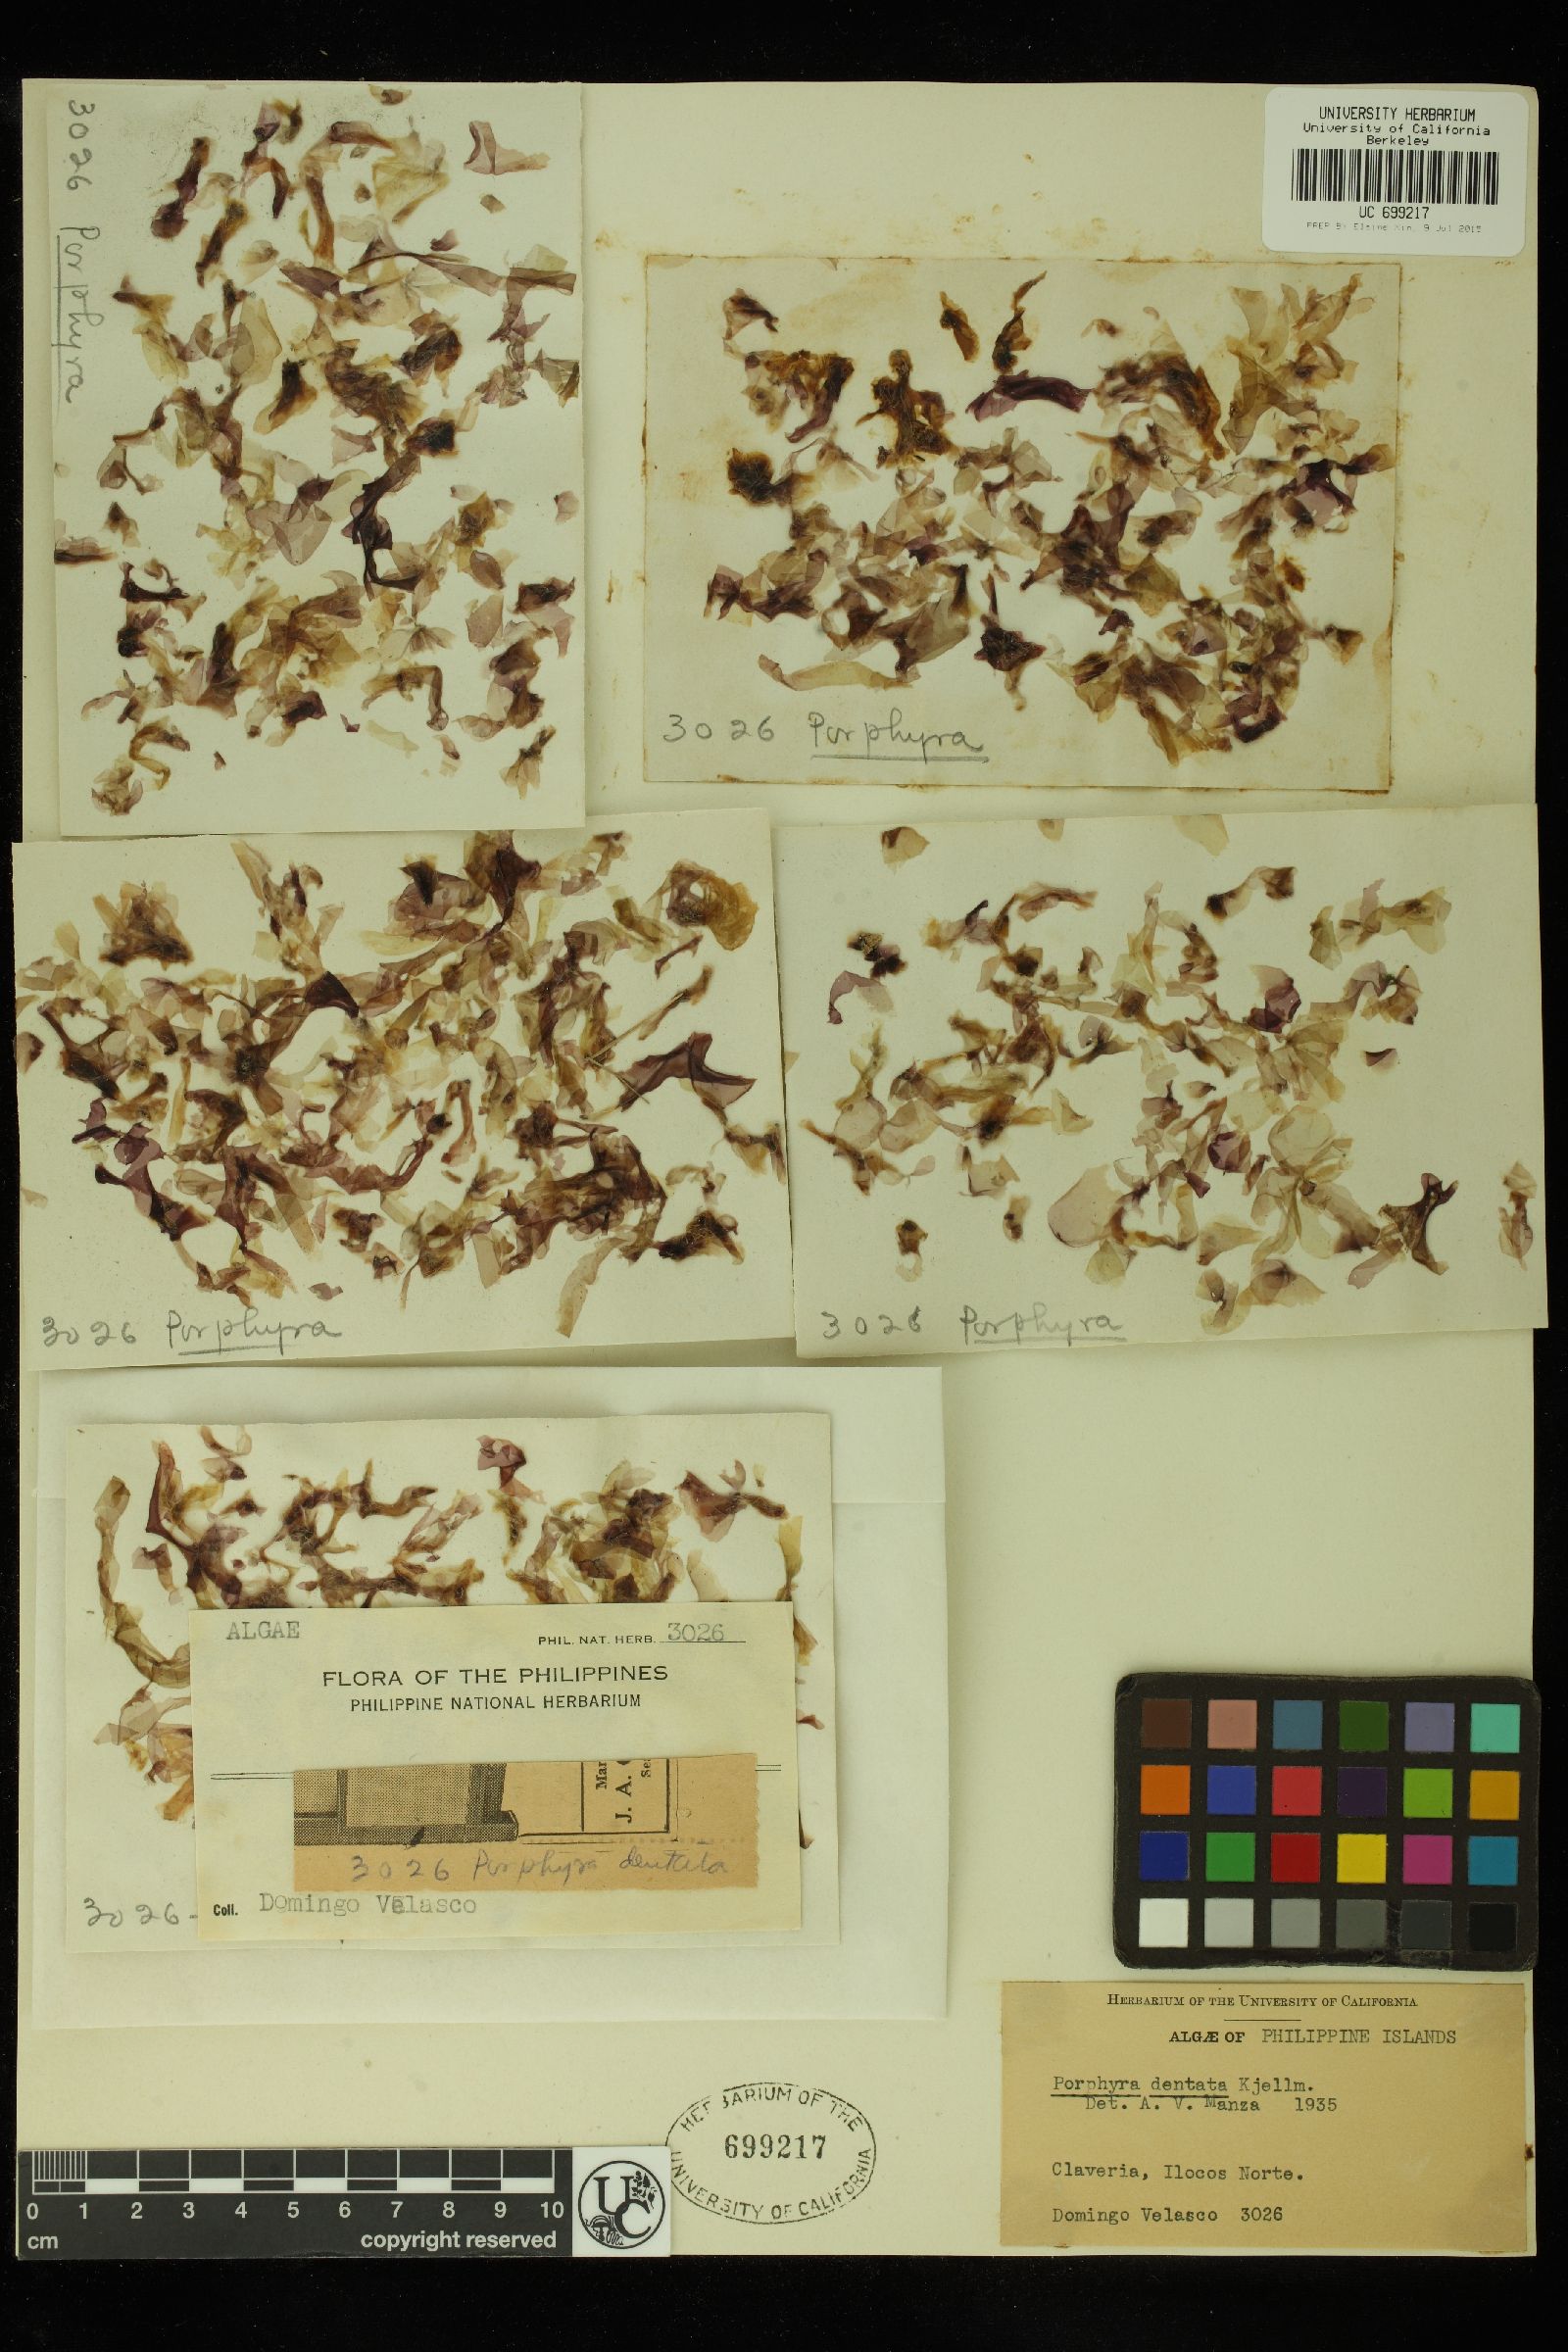 UNIVERSITY HERBARIUM
University of California
Berkeley
UC 699217
PREP BY Elaine Kim, 9 Jul 2015
3026 Porphyra
3026 Porphyra
3026 Porphyra
3026 Porphyra
ALGAE
PHIL. NAT. HERB. 3026
FLORA OF THE PHILIPPINES
PHILIPPINE NATIONAL HERBARIUM
Mar
J. A.
Se
3026 Porphyra dentata
Coll. Domingo Velasco
3026-
HERBARIUM OF THE UNIVERSITY OF CALIFORNIA
ALGÆ OF PHILIPPINE ISLANDS
Porphyra dentata Kjellm.
Det. A. V. Manza 1935
Claveria, Ilocos Norte.
Domingo Velasco 3026
HERBARIUM OF THE
699217
UNIVERSITY OF CALIFORNIA
0 1 2 3 4 5 6 7 8 9 10
cm copyright reserved
UC